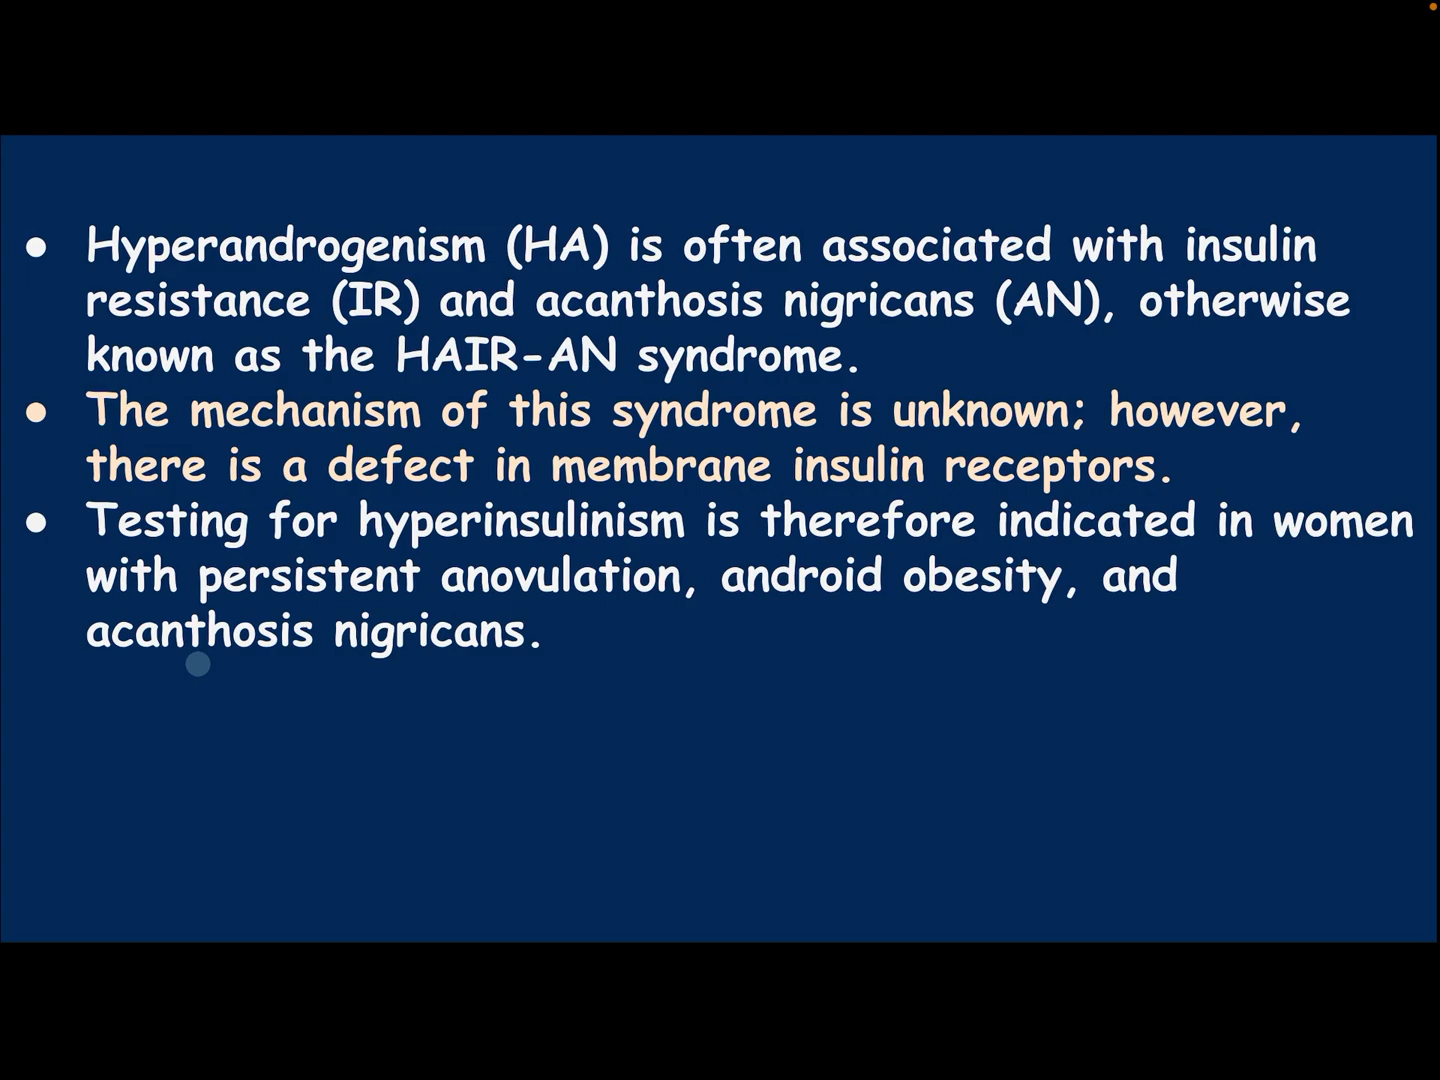 ● Hyperandrogenism (HA) is often associated with insulin
resistance (IR) and acanthosis nigricans (AN), otherwise
known as the HAIR-AN syndrome.
● The mechanism of this syndrome is unknown; however,
there is a defect in membrane insulin receptors.
● Testing for hyperinsulinism is therefore indicated in women
with persistent anovulation, android obesity, and
acanthosis nigricans.